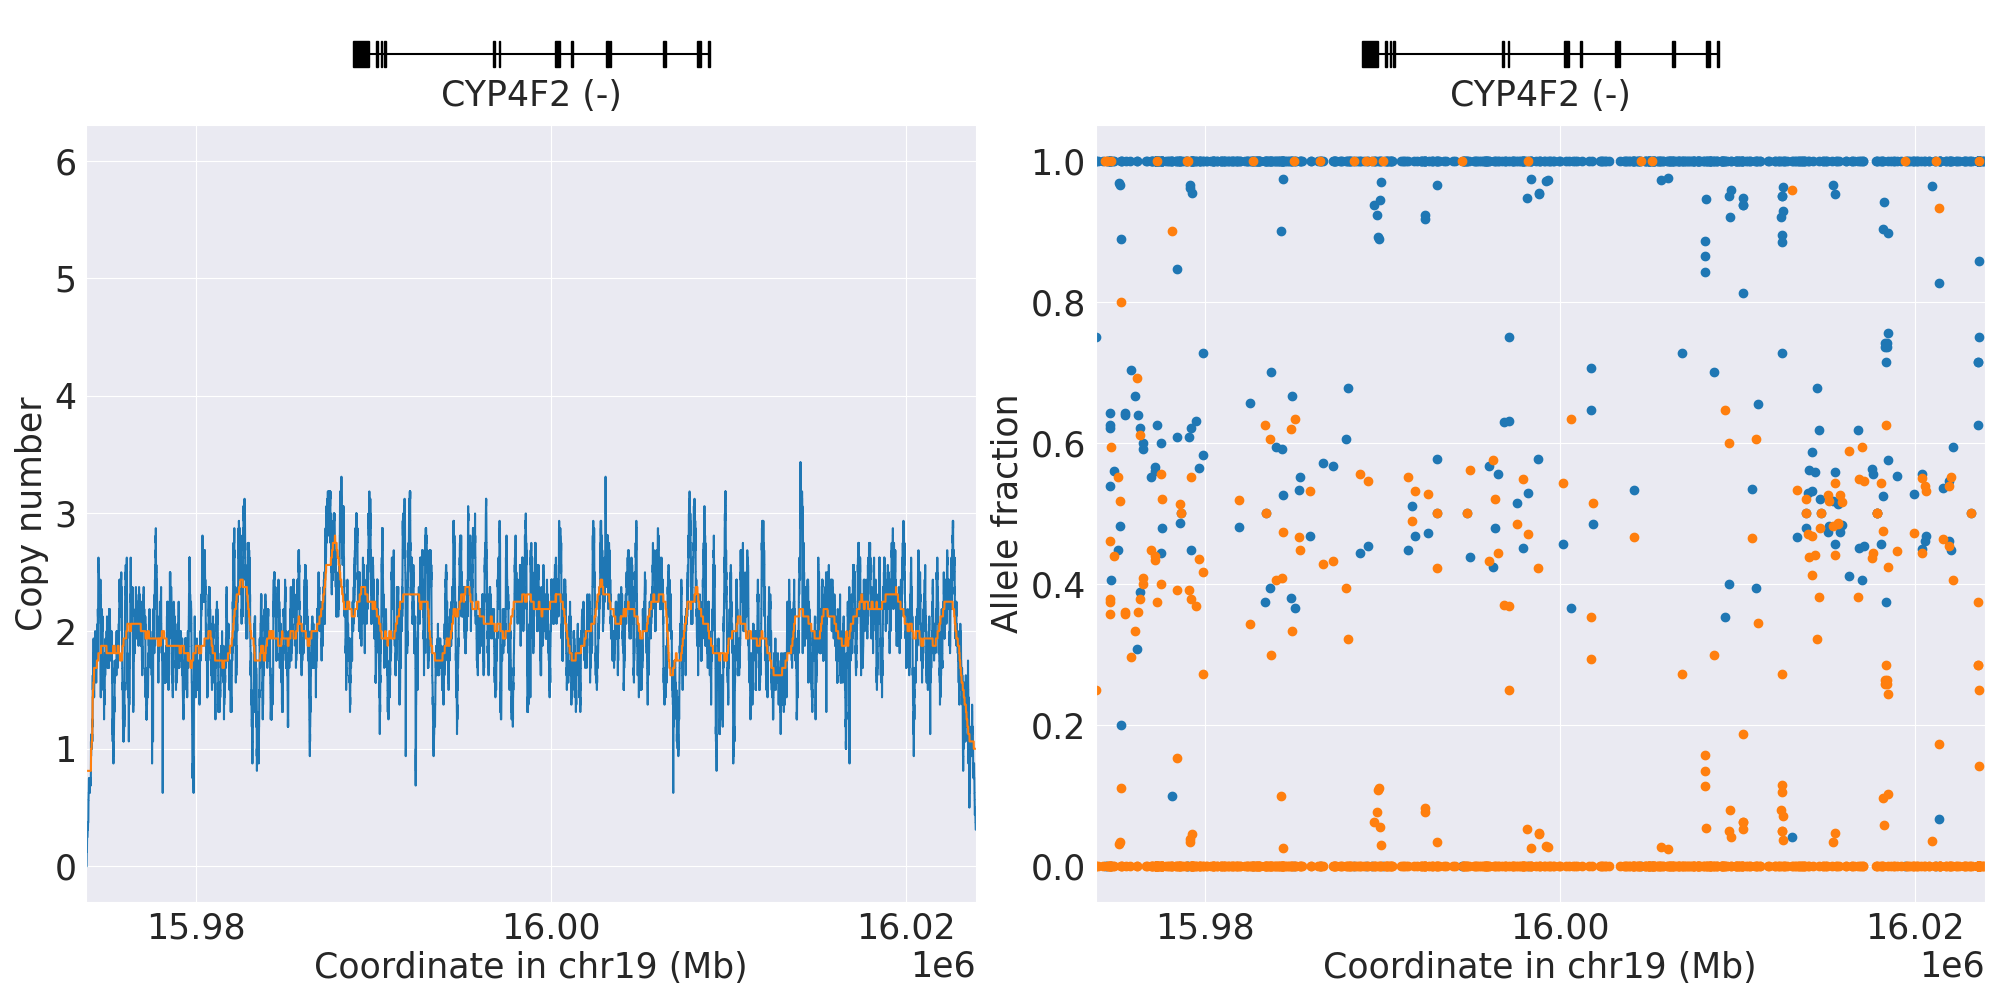 CYP4F2 (-)
6
5
4
3
2
1
0
Copy number
15.98
16.00
16.02
Coordinate in chr19 (Mb)
1e6
CYP4F2 (-)
1.0
0.8
0.6
0.4
0.2
0.0
Allele fraction
15.98
16.00
16.02
Coordinate in chr19 (Mb)
1e6